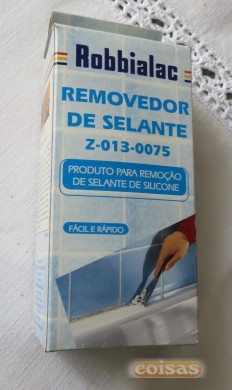 Robbialac
REMOVEDOR
DE SELANTE
Z-013-0075
PRODUTO PARA REMOÇÃO
DE SELANTE DE SILICONE
FÁCIL E RÁPIDO
coisas